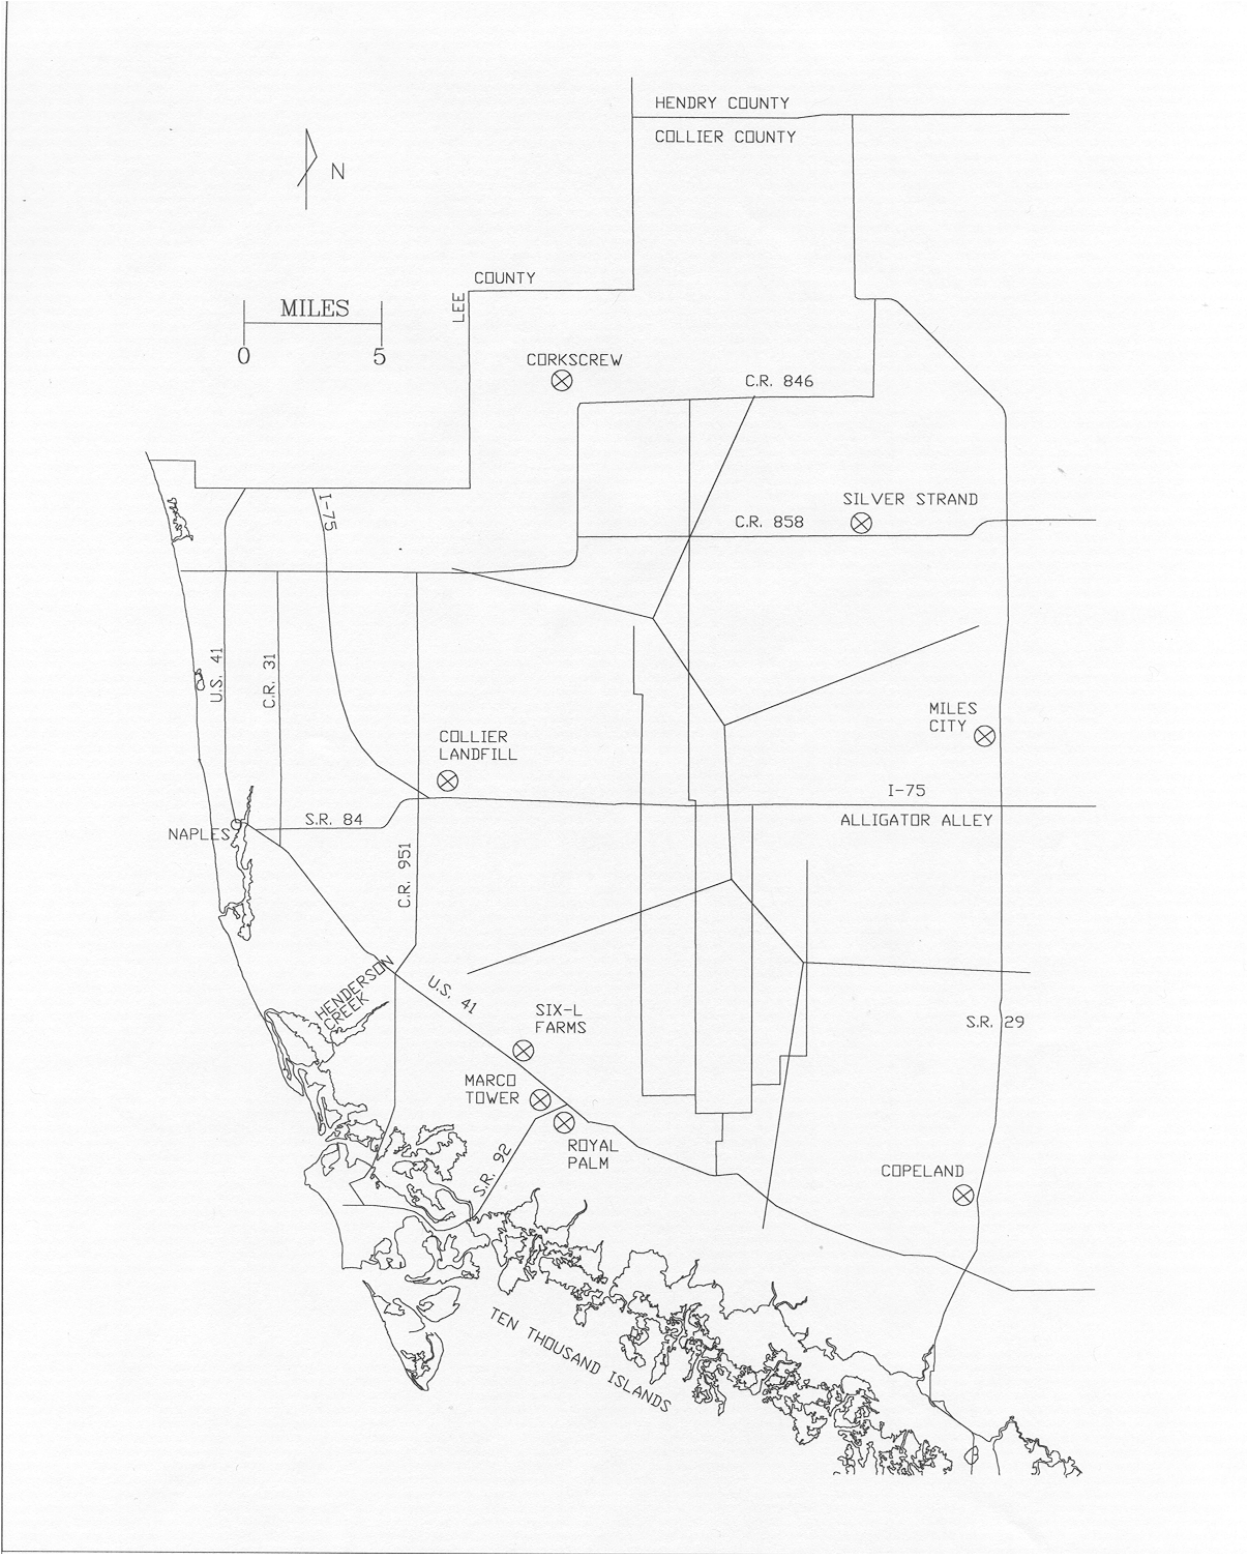 HENDRY COUNTY
COLLIER COUNTY
N
COUNTY
LEE
MILES
0 5
CORKSCREW
C.R. 846
I-75
SILVER STRAND
C.R. 858
U.S. 41
C.R. 31
MILES
CITY
COLLIER
LANDFILL
I-75
S.R. 84
ALLIGATOR ALLEY
NAPLES
C.R. 951
HENDERSON
CREEK
U.S. 41
SIX-L
FARMS
S.R. 29
MARCO
TOWER
ROYAL
PALM
S.R. 92
COPELAND
TEN THOUSAND ISLANDS